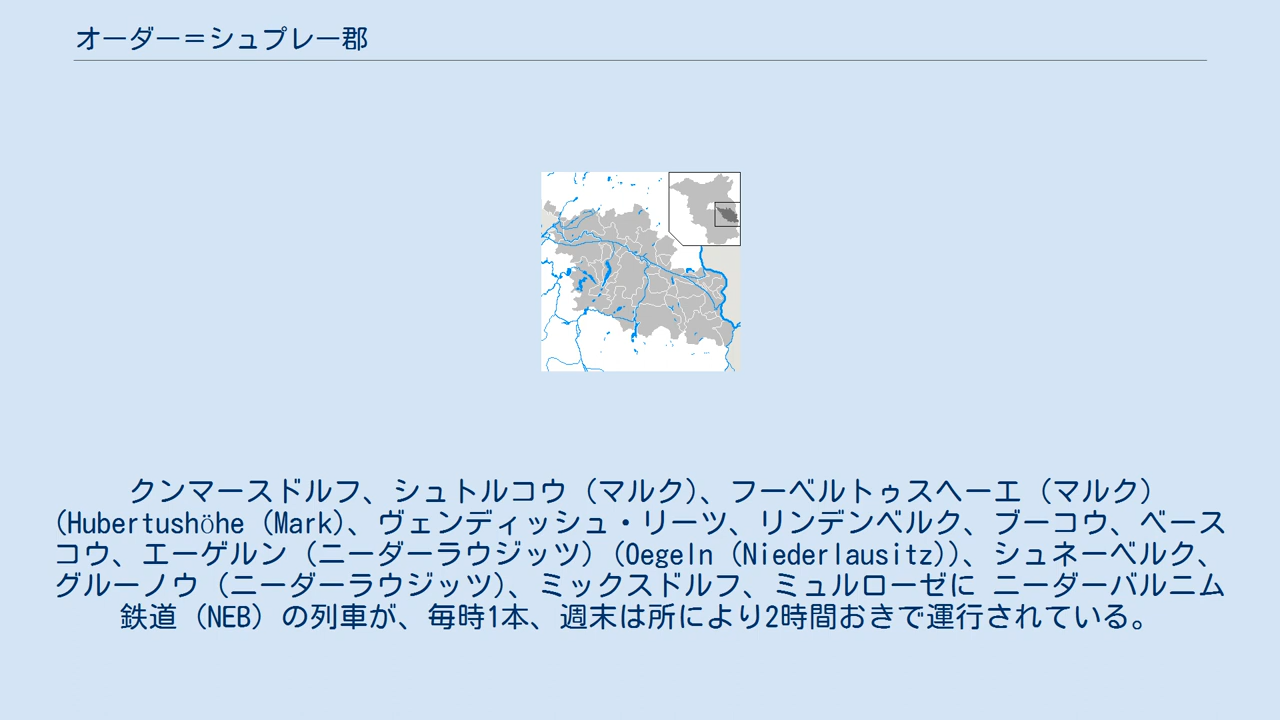 オーダー＝シュプレー郡
クンマースドルフ、シュトルコウ（マルク）、フーベルトゥスヘーエ（マルク）
(Hubertushöhe (Mark)、ヴェンディッシュ・リーツ、リンデンベルク、ブーコウ、ベース
コウ、エーゲルン（ニーダーラウジッツ）(Oegeln (Niederlausitz))、シュネーベルク、
グルーノウ（ニーダーラウジッツ）、ミックスドルフ、ミュルローゼに ニーダーバルニム
鉄道（NEB）の列車が、毎時1本、週末は所により2時間おきで運行されている。